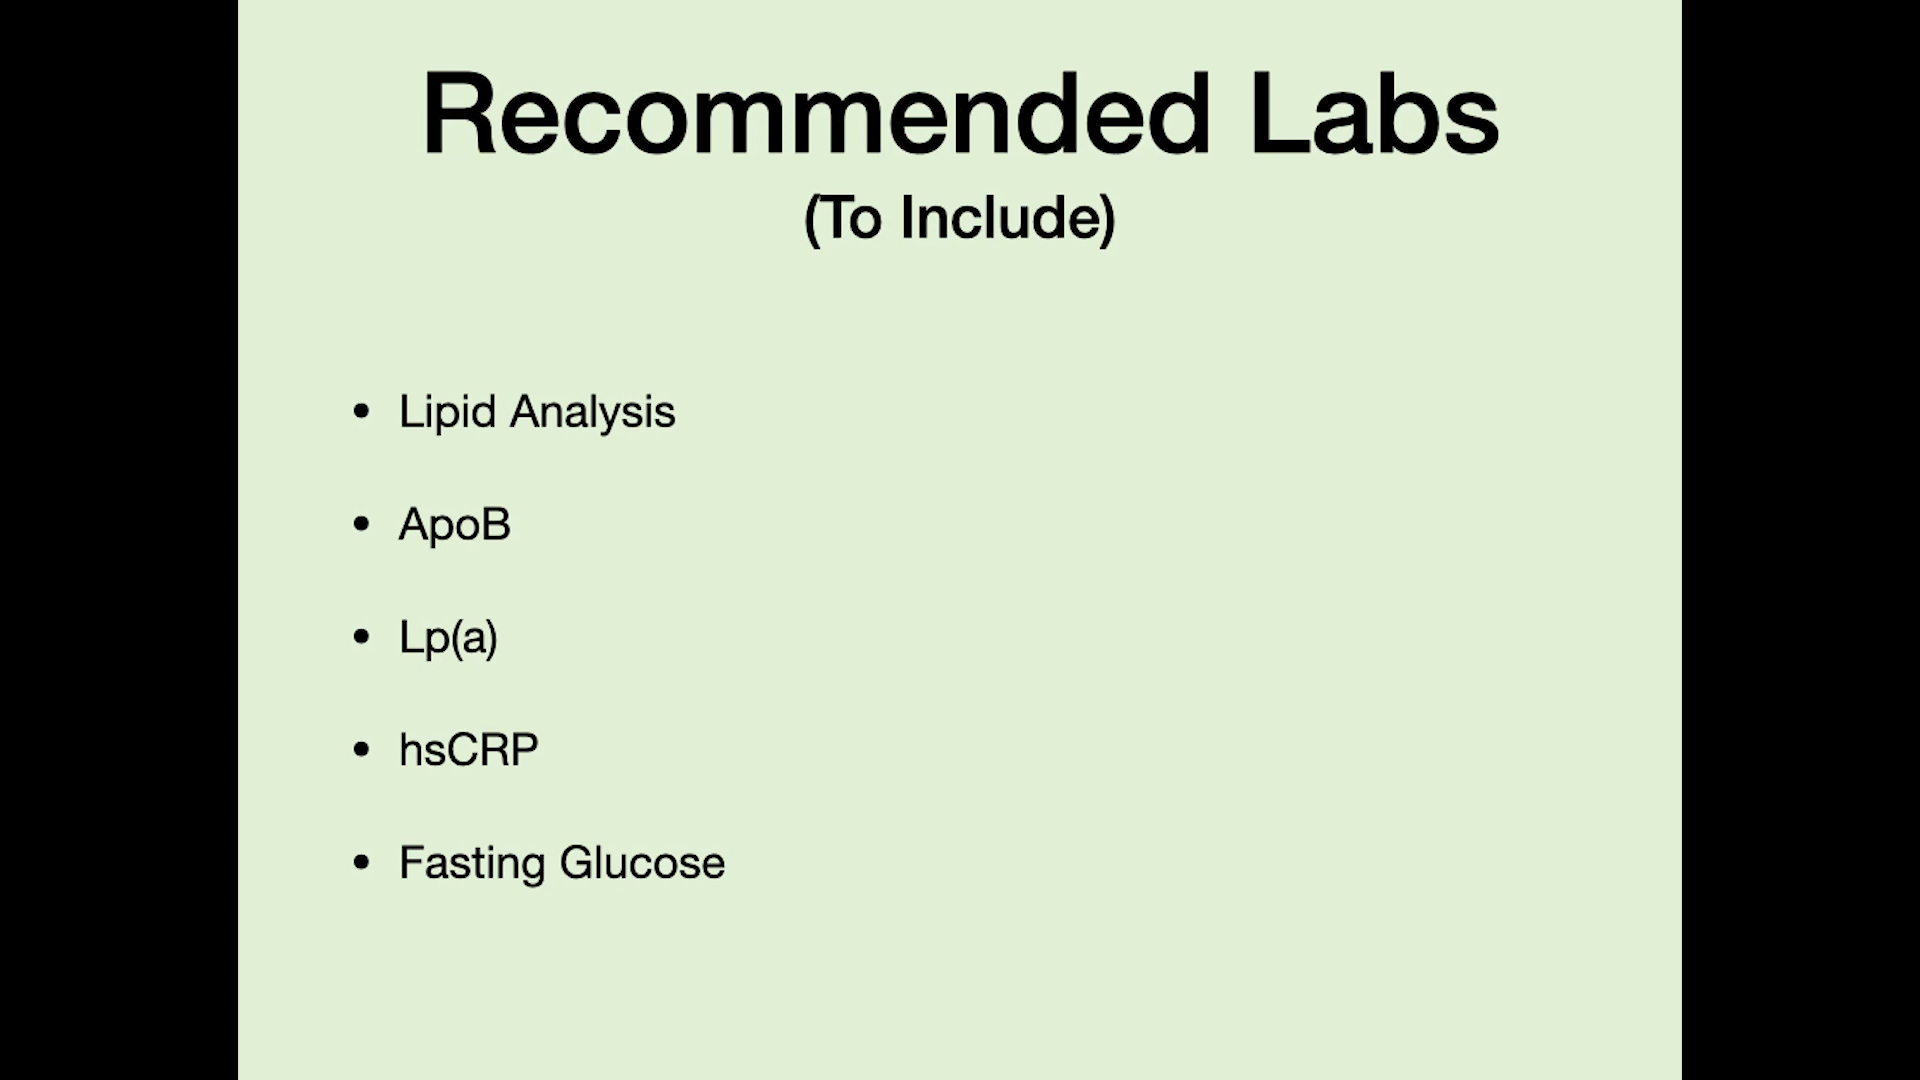 Recommended Labs
(To Include)
• Lipid Analysis
• ApoB
• Lp(a)
• hsCRP
• Fasting Glucose